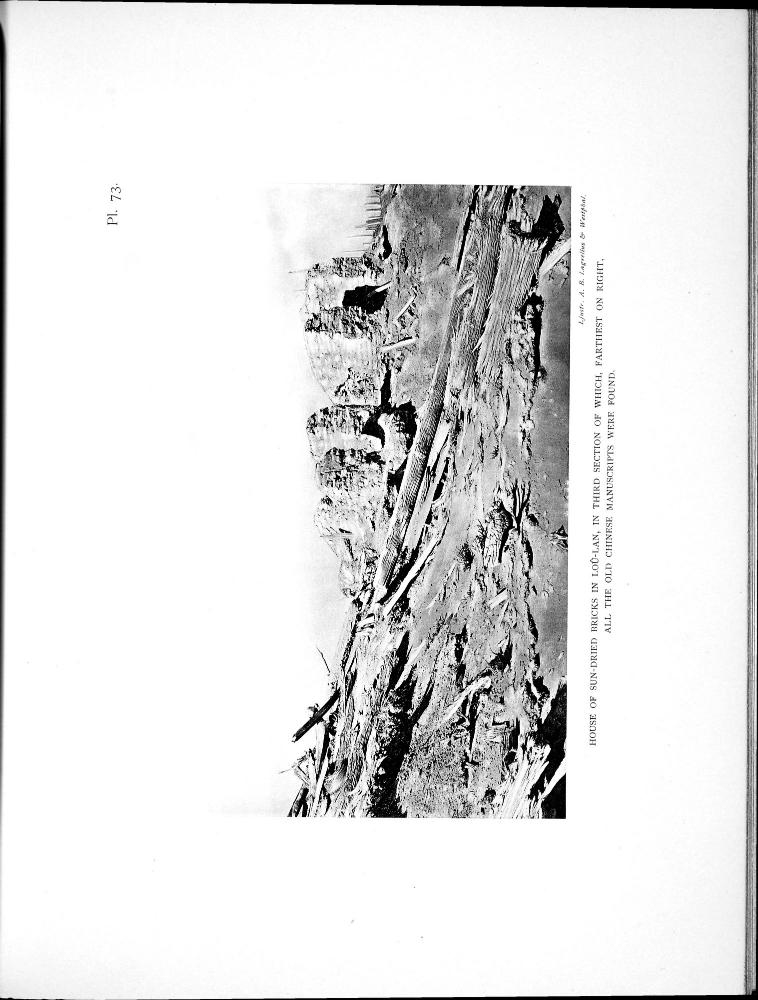 Pl. 73.
Ljustr. A. B. Lagrelius & Westphal.
HOUSE OF SUN-DRIED BRICKS IN LOÛ-LAN, IN THIRD SECTION OF WHICH, FARTHEST ON RIGHT,
ALL THE OLD CHINESE MANUSCRIPTS WERE FOUND.